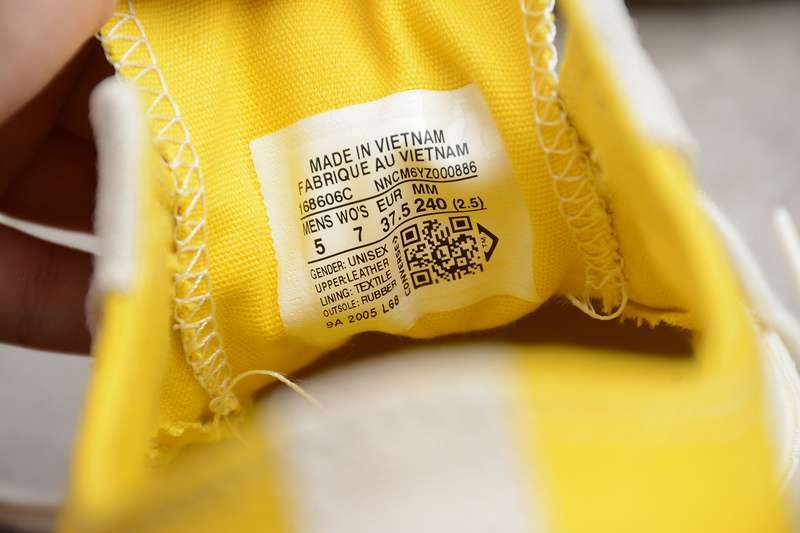 MADE IN VIETNAM
FABRIQUE AU VIETNAM
168606C NNCM6YZ000886
MENS WO'S EUR MM
5 7 37.5 240 (2.5)
GENDER: UNISEX
UPPER:LEATHER
LINING: TEXTILE
OUTSOLE: RUBBER
9A 2005 L68
CONVERSE